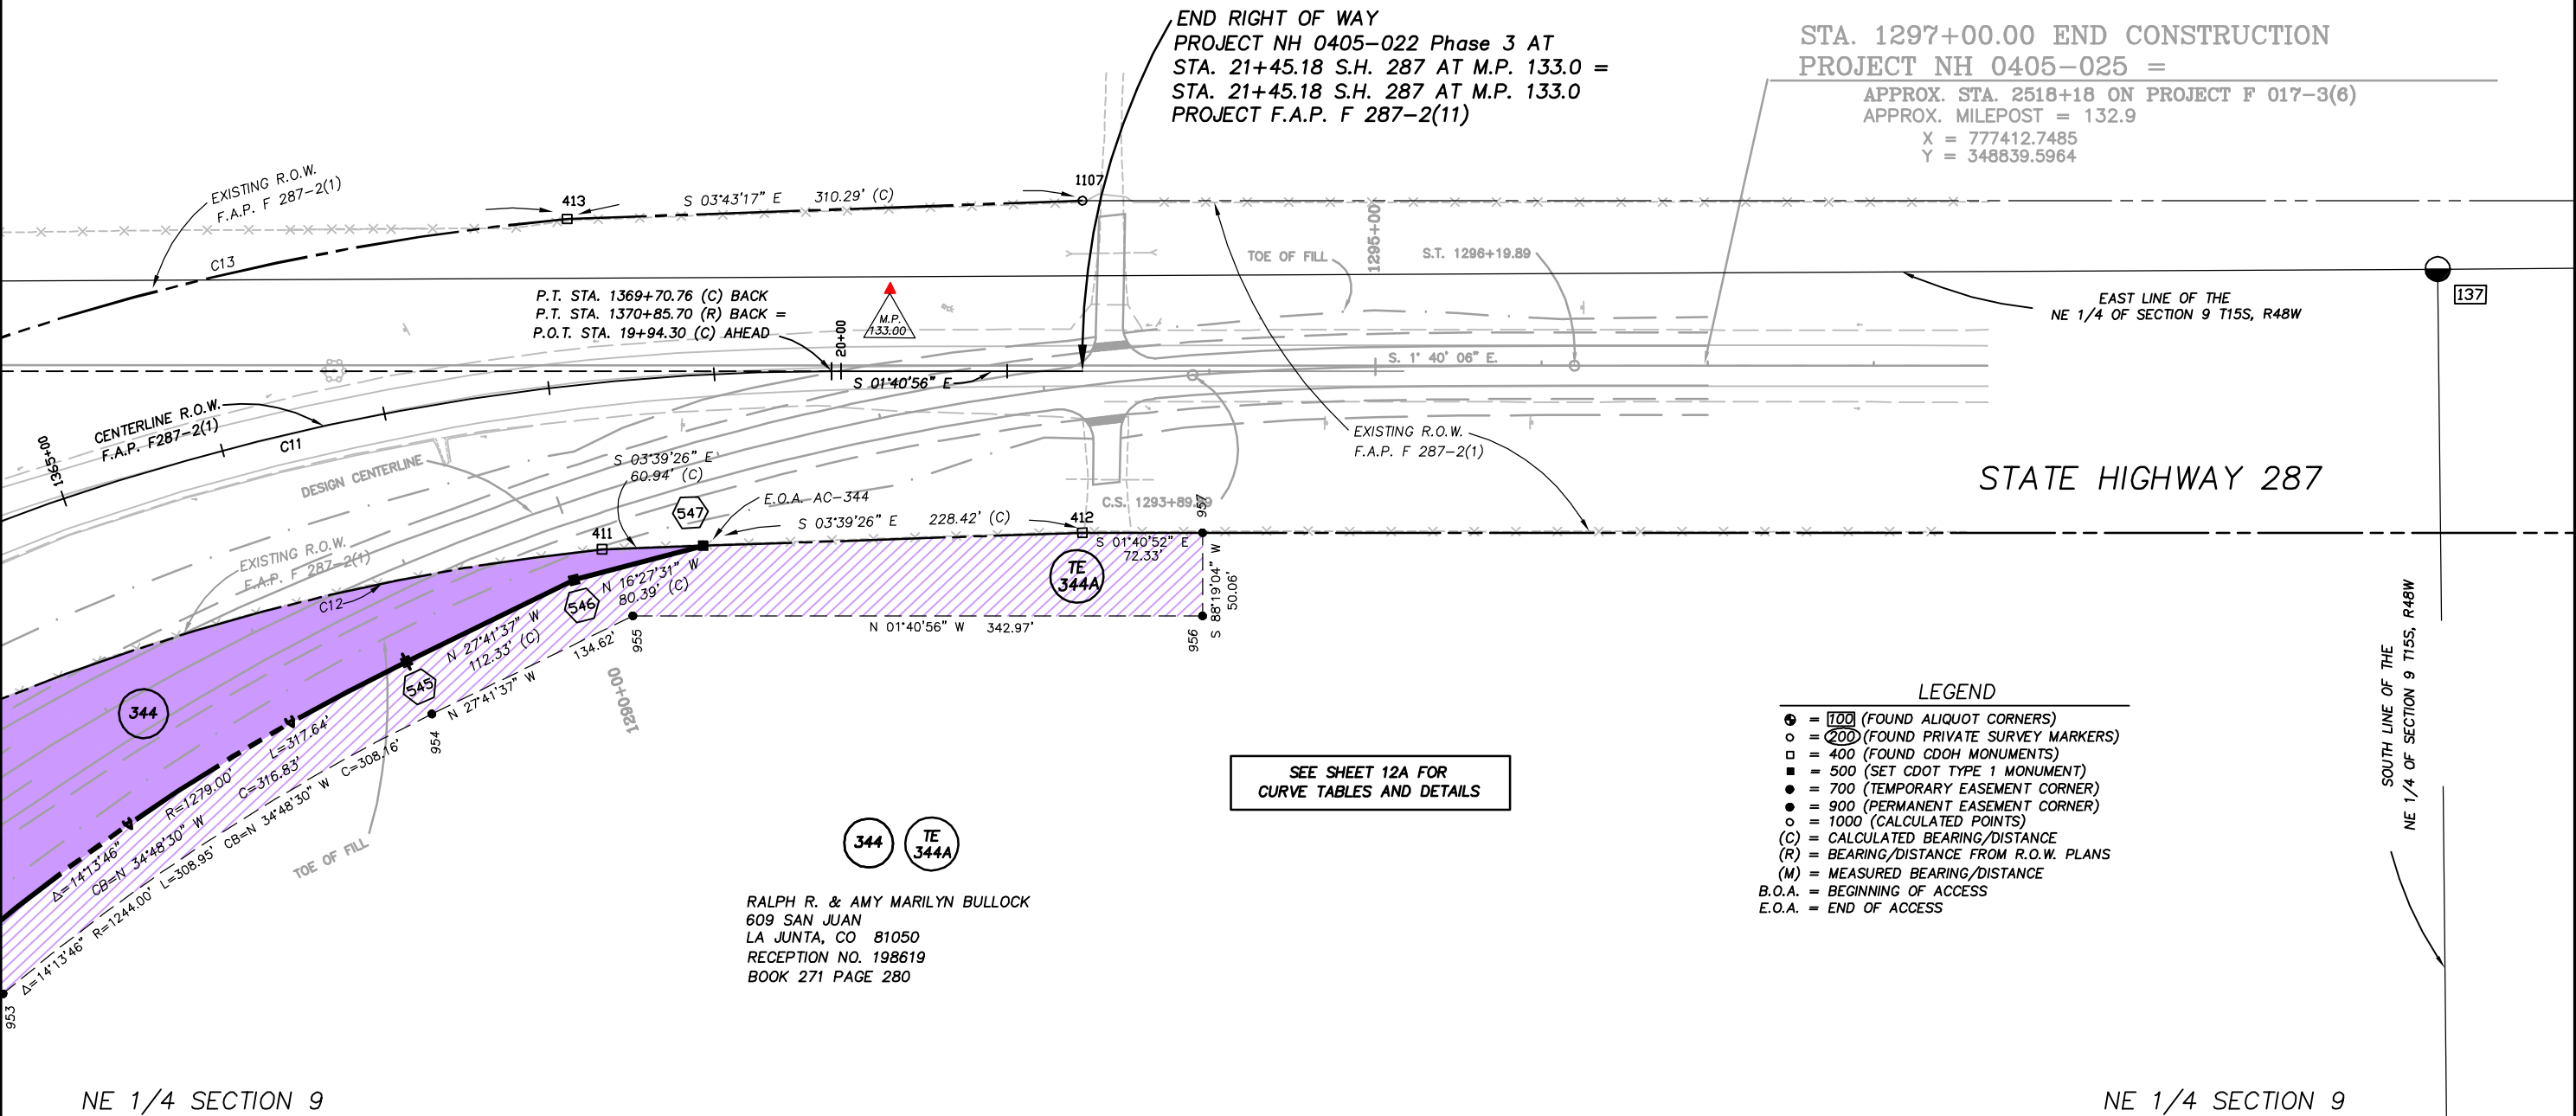 END RIGHT OF WAY
PROJECT NH 0405-022 Phase 3 AT
STA. 21+45.18 S.H. 287 AT M.P. 133.0 =
STA. 21+45.18 S.H. 287 AT M.P. 133.0
PROJECT F.A.P. F 287-2(11)
STA. 1297+00.00 END CONSTRUCTION
PROJECT NH 0405-025 =
APPROX. STA. 2518+18 ON PROJECT F 017-3(6)
APPROX. MILEPOST = 132.9
X = 777412.7485
Y = 348839.5964
EXISTING R.O.W.
F.A.P. F 287-2(1)
413
S 03°43'17" E 310.29' (C)
1107
C13
1295+00
TOE OF FILL
S.T. 1296+19.89
EAST LINE OF THE
NE 1/4 OF SECTION 9 T15S, R48W
137
P.T. STA. 1369+70.76 (C) BACK
P.T. STA. 1370+85.70 (R) BACK =
P.O.T. STA. 19+94.30 (C) AHEAD
20+00
M.P.
133.00
S 01°40'56" E
S. 1° 40' 06" E.
CENTERLINE R.O.W.
F.A.P. F287-2(1)
C11
1365+00
DESIGN CENTERLINE
S 03°39'26" E
60.94' (C)
547
E.O.A. AC-344
S 03°39'26" E 228.42' (C)
412
C.S. 1293+89.
957
EXISTING R.O.W.
F.A.P. F 287-2(1)
STATE HIGHWAY 287
411
EXISTING R.O.W.
F.A.P. F 287-2(1)
C12
S 01°40'52" E
72.33'
TE
344A
S 88°19'04" W
50.06'
N 16°27'31" W
80.39' (C)
546
N 27°41'37" W
112.33' (C)
545
955
N 01°40'56" W 342.97'
956
134.62'
N 27°41'37" W
1290+00
954
344
L=317.64'
R=1279.00'
C=316.83'
Δ=14°13'46"
CB=N 34°48'30" W
Δ=14°13'46" R=1244.00' L=308.95' CB=N 34°48'30" W C=308.16'
953
TOE OF FILL
344
TE
344A
RALPH R. & AMY MARILYN BULLOCK
609 SAN JUAN
LA JUNTA, CO 81050
RECEPTION NO. 198619
BOOK 271 PAGE 280
SEE SHEET 12A FOR
CURVE TABLES AND DETAILS
LEGEND
= 100 (FOUND ALIQUOT CORNERS)
= 200 (FOUND PRIVATE SURVEY MARKERS)
= 400 (FOUND CDOH MONUMENTS)
= 500 (SET CDOT TYPE 1 MONUMENT)
= 700 (TEMPORARY EASEMENT CORNER)
= 900 (PERMANENT EASEMENT CORNER)
= 1000 (CALCULATED POINTS)
(C) = CALCULATED BEARING/DISTANCE
(R) = BEARING/DISTANCE FROM R.O.W. PLANS
(M) = MEASURED BEARING/DISTANCE
B.O.A. = BEGINNING OF ACCESS
E.O.A. = END OF ACCESS
SOUTH LINE OF THE
NE 1/4 OF SECTION 9 T15S, R48W
NE 1/4 SECTION 9
NE 1/4 SECTION 9